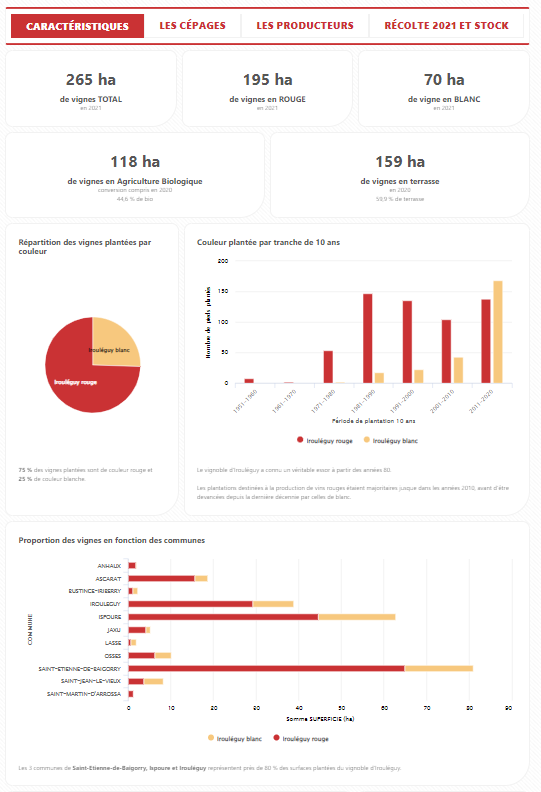 CARACTÉRISTIQUES
LES CÉPAGES
LES PRODUCTEURS
RÉCOLTE 2021 ET STOCK
265 ha
de vignes TOTAL
en 2021
195 ha
de vignes en ROUGE
en 2021
70 ha
de vigne en BLANC
en 2021
118 ha
de vignes en Agriculture Biologique
conversion compris en 2020
44,6 % de bio
159 ha
de vignes en terrasse
en 2020
59,9 % de terrasse
Répartition des vignes plantées par
couleur
Irouléguy blanc
Irouléguy rouge
75 % des vignes plantées sont de couleur rouge et
25 % de couleur blanche.
Couleur plantée par tranche de 10 ans
Nombre de pieds plantés
200
150
100
50
0
1951-1960
1961-1970
1971-1980
1981-1990
1991-2000
2001-2010
2011-2020
Période de plantation 10 ans
Irouléguy rouge
Irouléguy blanc
Le vignoble d'Irouléguy a connu un véritable essor à partir des années 80.
Les plantations destinées à la production de vins rouges étaient majoritaires jusque dans les années 2010, avant d'être
devancées depuis la dernière décennie par celles de blanc.
Proportion des vignes en fonction des communes
COMMUNE
ANHAUX
ASCARAT
BUSTINCE-IRIBERRY
IROULEGUY
ISPOURE
JAXU
LASSE
OSSES
SAINT-ETIENNE-DE-BAIGORRY
SAINT-JEAN-LE-VIEUX
SAINT-MARTIN-D'ARROSSA
0
10
20
30
40
50
60
70
80
90
Somme SUPERFICIE (ha)
Irouléguy blanc
Irouléguy rouge
Les 3 communes de Saint-Etienne-de-Baigorry, Ispoure et Irouléguy représentent près de 80 % des surfaces plantées du vignoble d'Irouléguy.